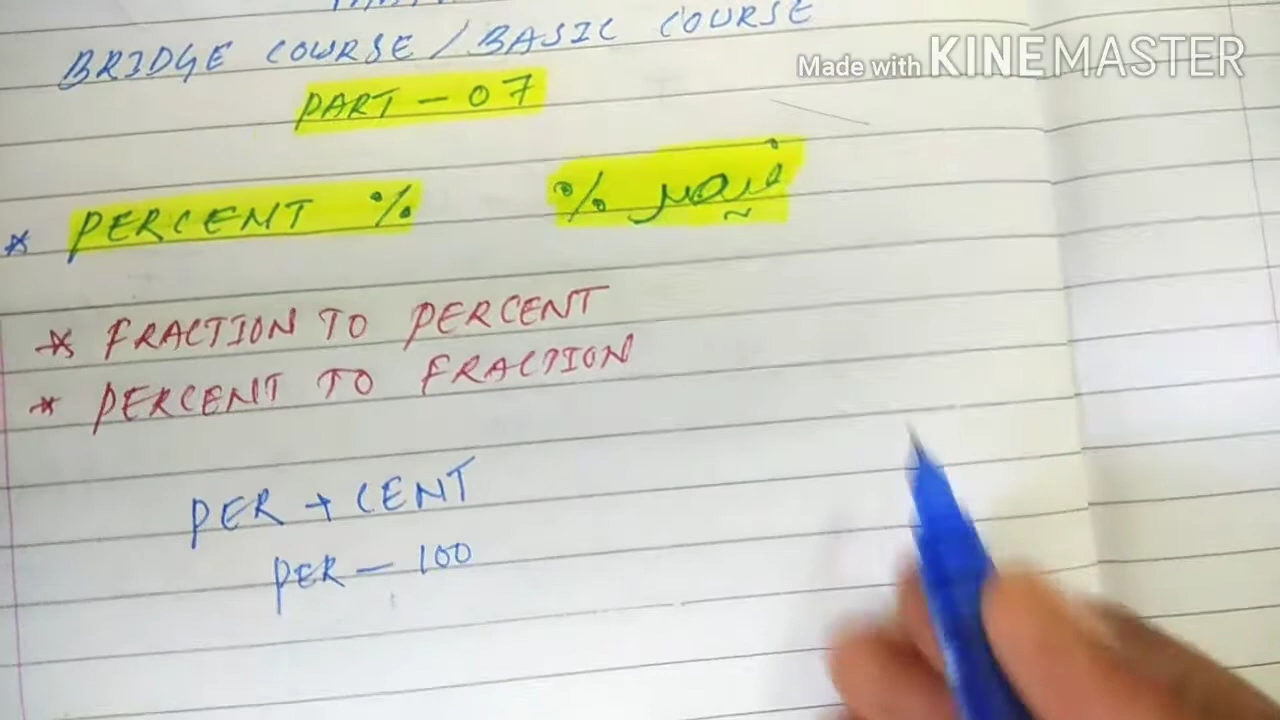 BRIDGE COURSE / BASIC COURSE
Made with KINEMASTER
PART - 07
* PERCENT % % فیصد
* FRACTION TO PERCENT
* PERCENT TO FRACTION
PER + CENT
PER - 100